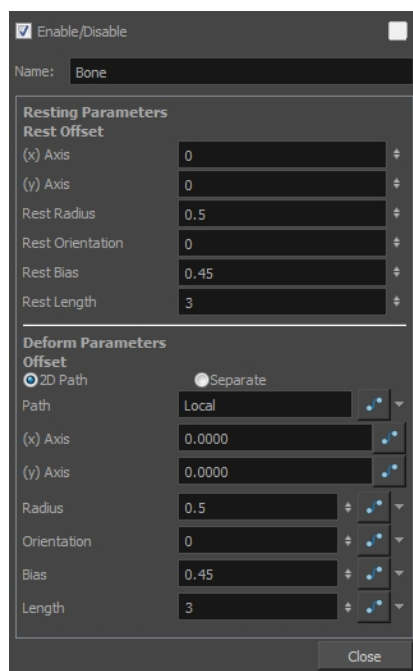 Enable/Disable
Name: Bone
Resting Parameters
Rest Offset
(x) Axis 0
(y) Axis 0
Rest Radius 0.5
Rest Orientation 0
Rest Bias 0.45
Rest Length 3
Deform Parameters
Offset
2D Path Separate
Path Local
(x) Axis 0.0000
(y) Axis 0.0000
Radius 0.5
Orientation 0
Bias 0.45
Length 3
Close